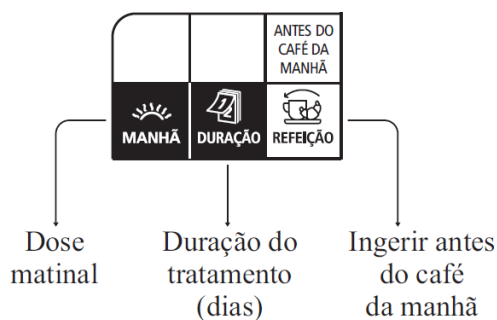 ANTES DO
CAFÉ DA
MANHÃ
MANHÃ
DURAÇÃO
REFEIÇÃO
Dose
matinal
Duração do
tratamento
(dias)
Ingerir antes
do café
da manhã